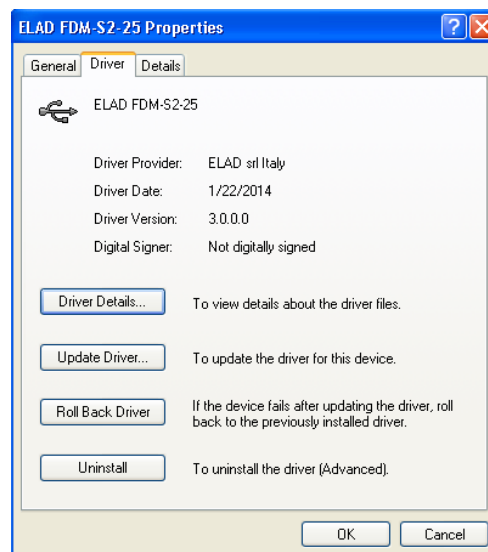 ELAD FDM-S2-25 Properties
General Driver Details
ELAD FDM-S2-25
Driver Provider: ELAD srl Italy
Driver Date: 1/22/2014
Driver Version: 3.0.0.0
Digital Signer: Not digitally signed
Driver Details... To view details about the driver files.
Update Driver... To update the driver for this device.
Roll Back Driver If the device fails after updating the driver, roll
back to the previously installed driver.
Uninstall To uninstall the driver (Advanced).
OK Cancel